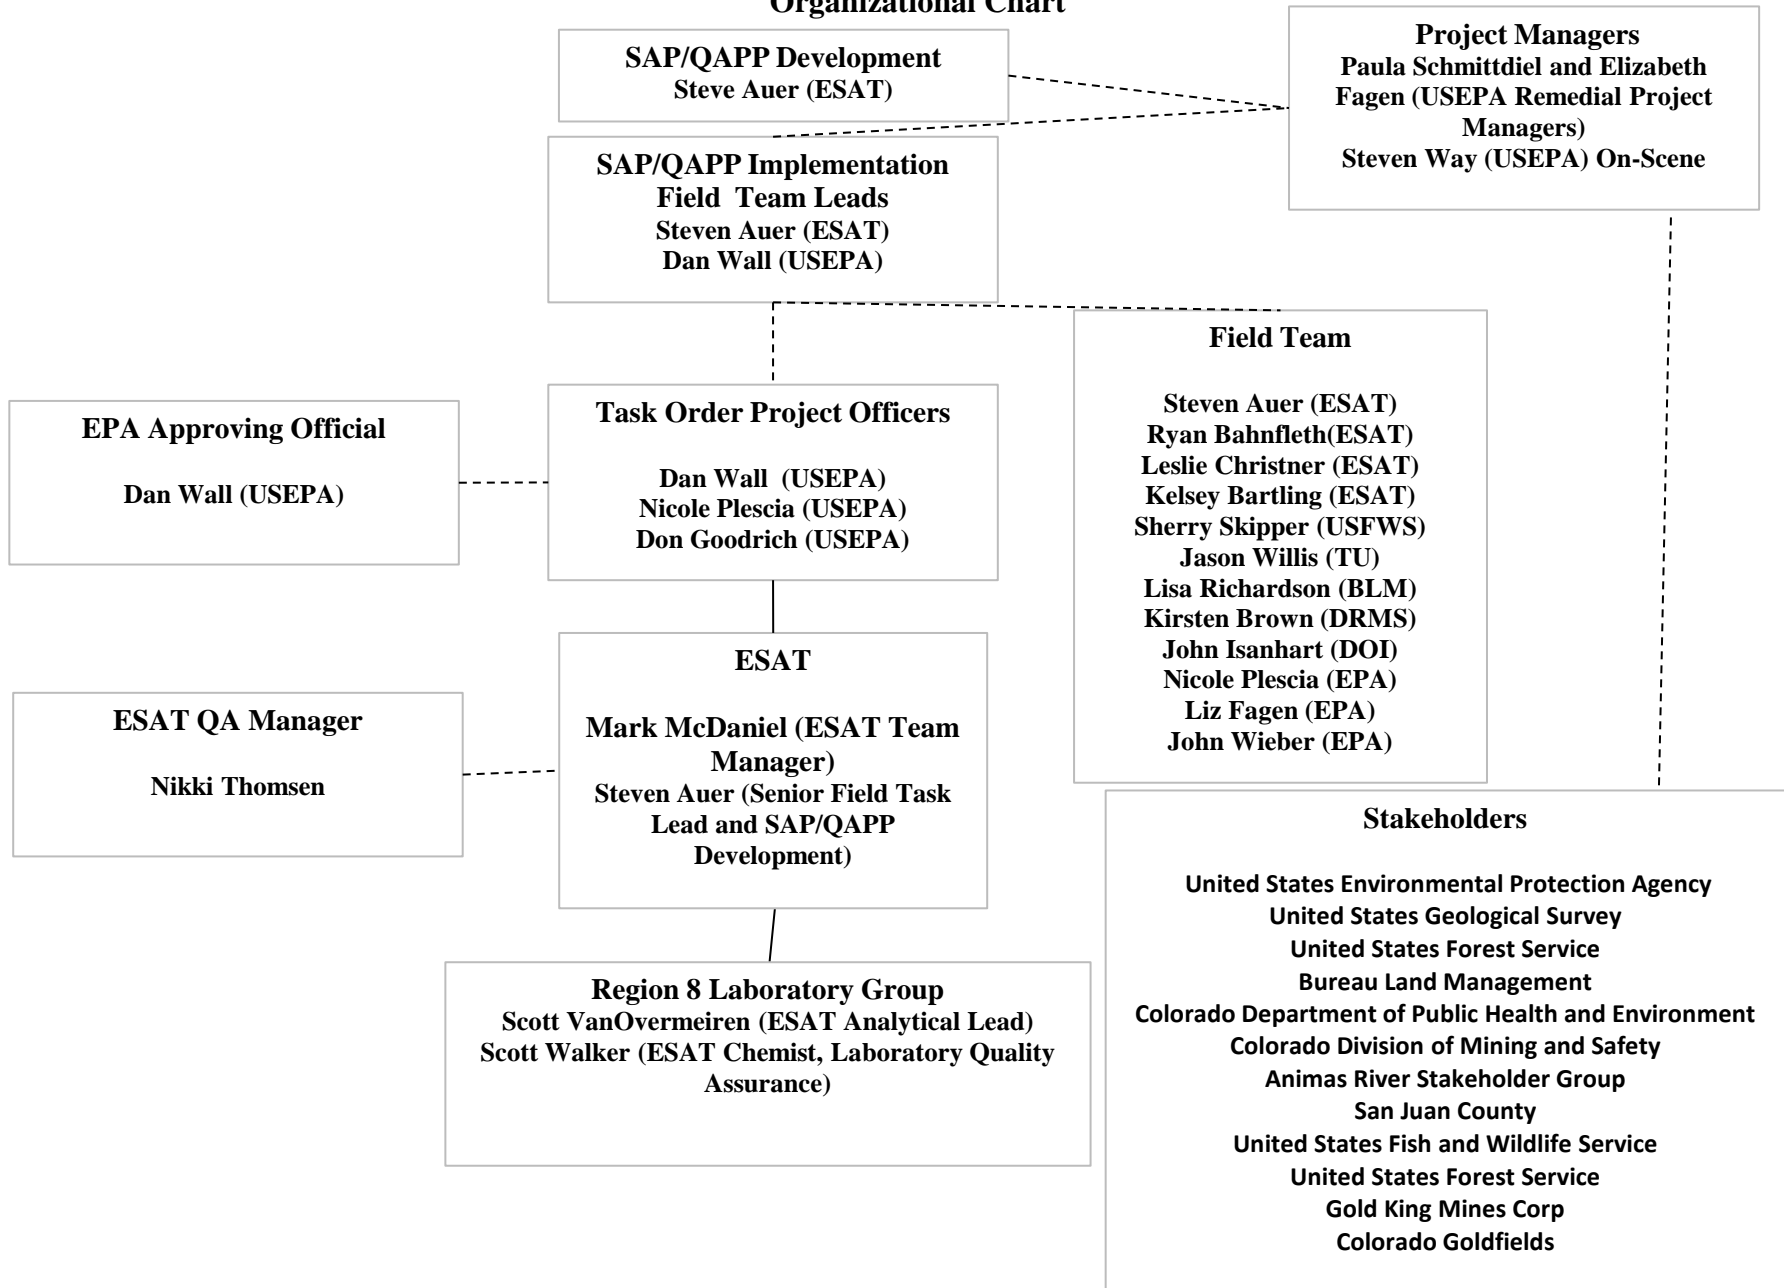 Organizational Chart
SAP/QAPP Development
Steve Auer (ESAT)
Project Managers
Paula Schmittdiel and Elizabeth
Fagen (USEPA Remedial Project
Managers)
Steven Way (USEPA) On-Scene
SAP/QAPP Implementation
Field Team Leads
Steven Auer (ESAT)
Dan Wall (USEPA)
Field Team
Steven Auer (ESAT)
Ryan Bahnfleth(ESAT)
Leslie Christner (ESAT)
Kelsey Bartling (ESAT)
Sherry Skipper (USFWS)
Jason Willis (TU)
Lisa Richardson (BLM)
Kirsten Brown (DRMS)
John Isanhart (DOI)
Nicole Plescia (EPA)
Liz Fagen (EPA)
John Wieber (EPA)
EPA Approving Official
Dan Wall (USEPA)
Task Order Project Officers
Dan Wall (USEPA)
Nicole Plescia (USEPA)
Don Goodrich (USEPA)
ESAT QA Manager
Nikki Thomsen
ESAT
Mark McDaniel (ESAT Team
Manager)
Steven Auer (Senior Field Task
Lead and SAP/QAPP
Development)
Region 8 Laboratory Group
Scott VanOvermeiren (ESAT Analytical Lead)
Scott Walker (ESAT Chemist, Laboratory Quality
Assurance)
Stakeholders
United States Environmental Protection Agency
United States Geological Survey
United States Forest Service
Bureau Land Management
Colorado Department of Public Health and Environment
Colorado Division of Mining and Safety
Animas River Stakeholder Group
San Juan County
United States Fish and Wildlife Service
United States Forest Service
Gold King Mines Corp
Colorado Goldfields